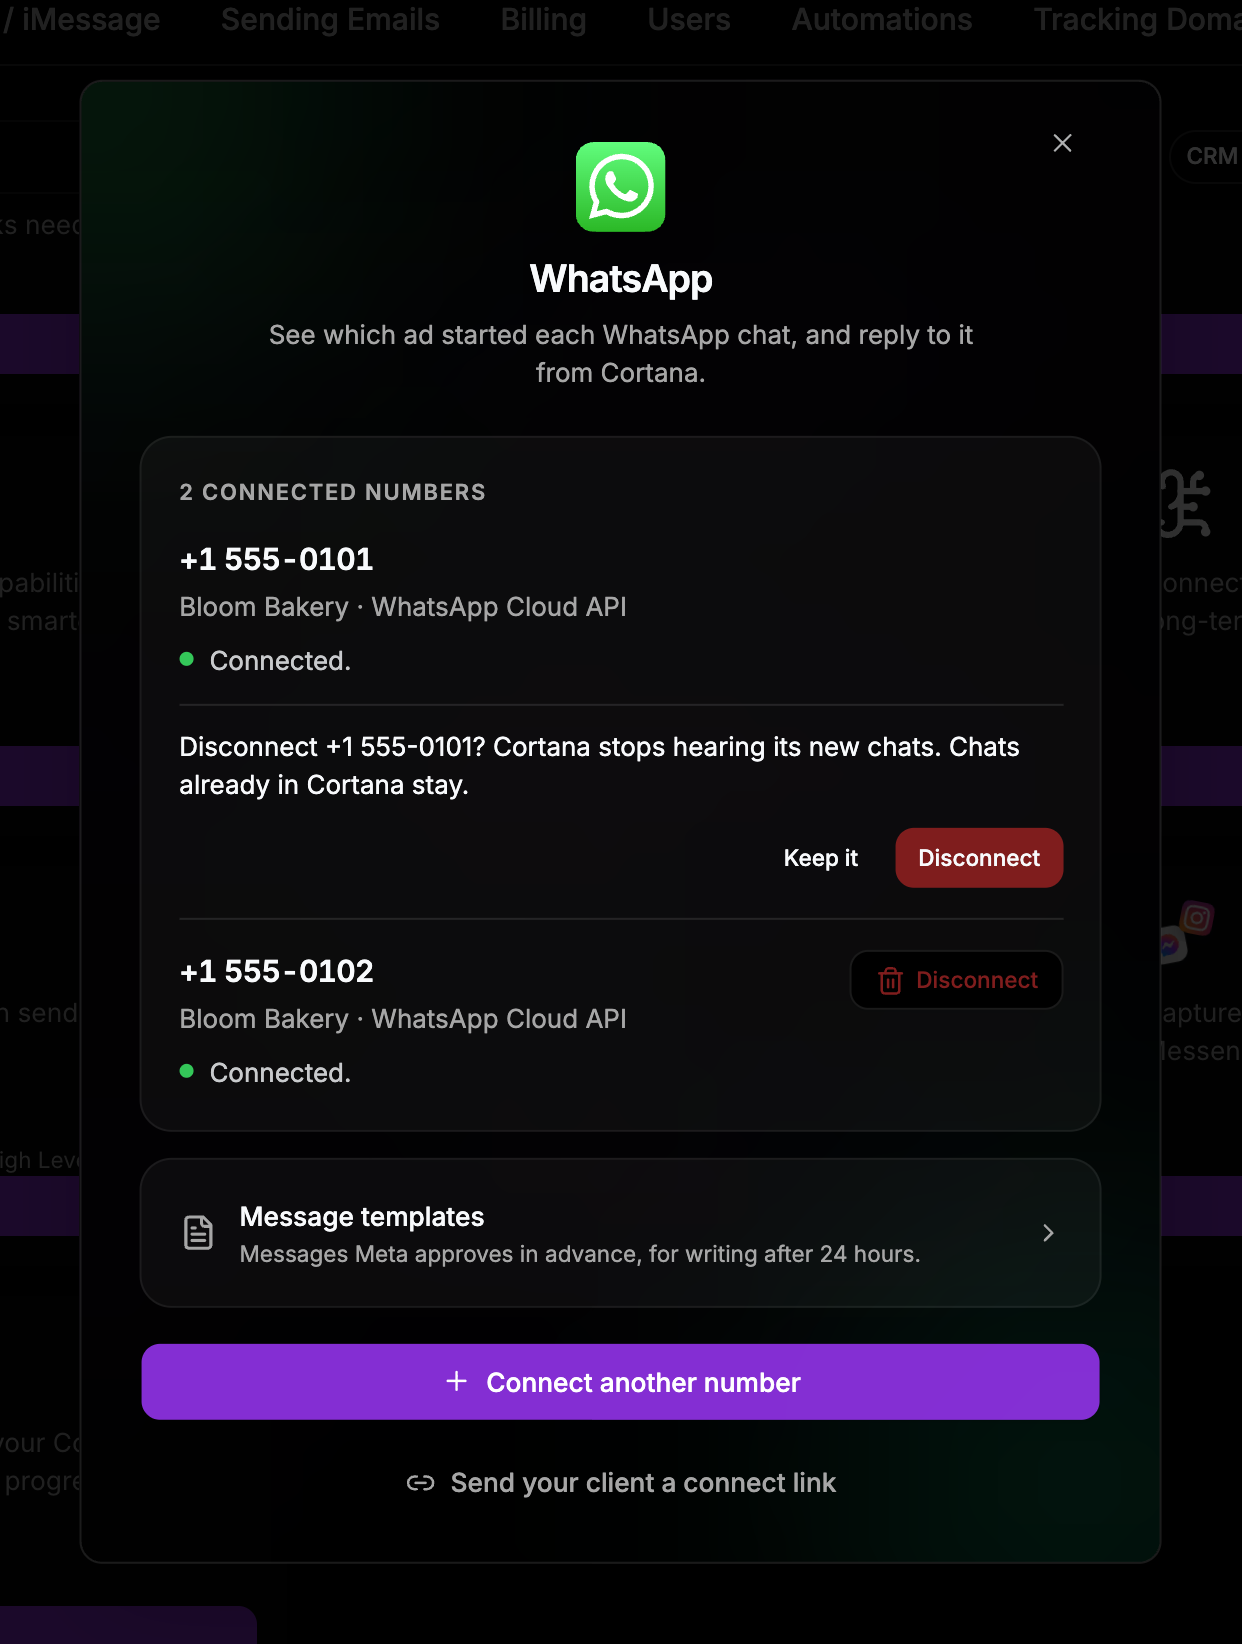 / iMessage
Sending Emails
Billing
Users
Automations
Tracking
CRM
WhatsApp
See which ad started each WhatsApp chat, and reply to it
from Cortana.
2 CONNECTED NUMBERS
+1 555-0101
Bloom Bakery · WhatsApp Cloud API
Connected.
Disconnect +1 555-0101? Cortana stops hearing its new chats. Chats
already in Cortana stay.
Keep it
Disconnect
+1 555-0102
Disconnect
Bloom Bakery · WhatsApp Cloud API
Connected.
Message templates
Messages Meta approves in advance, for writing after 24 hours.
+ Connect another number
Send your client a connect link
smart
send